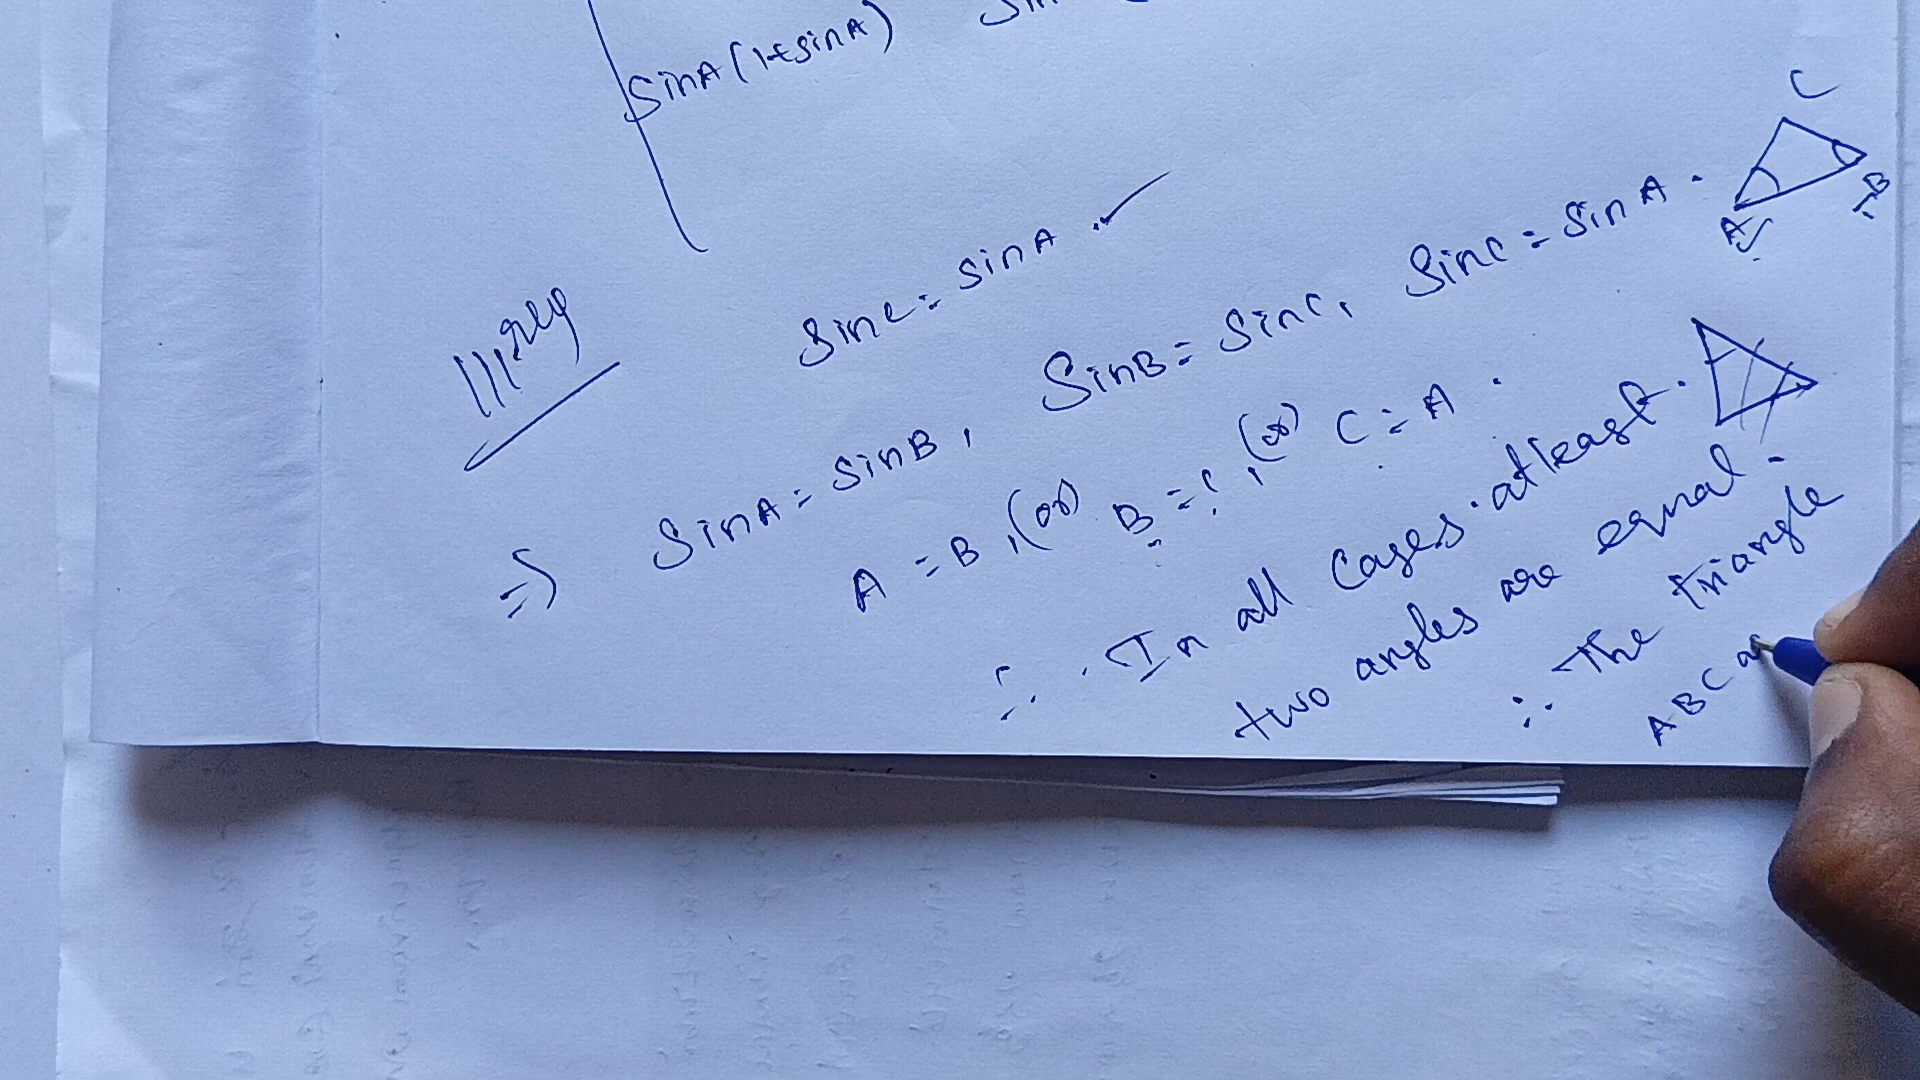 SinA(1+sinA) Sin
C
A B
SinC = SinA
|||rly
⇒ SinA = SinB, SinB = SinC, SinC = SinA.
A = B, (or) B = C, (or) C = A.
∴ In all Cases atleast
two angles are equal.
∴ The triangle
ABC